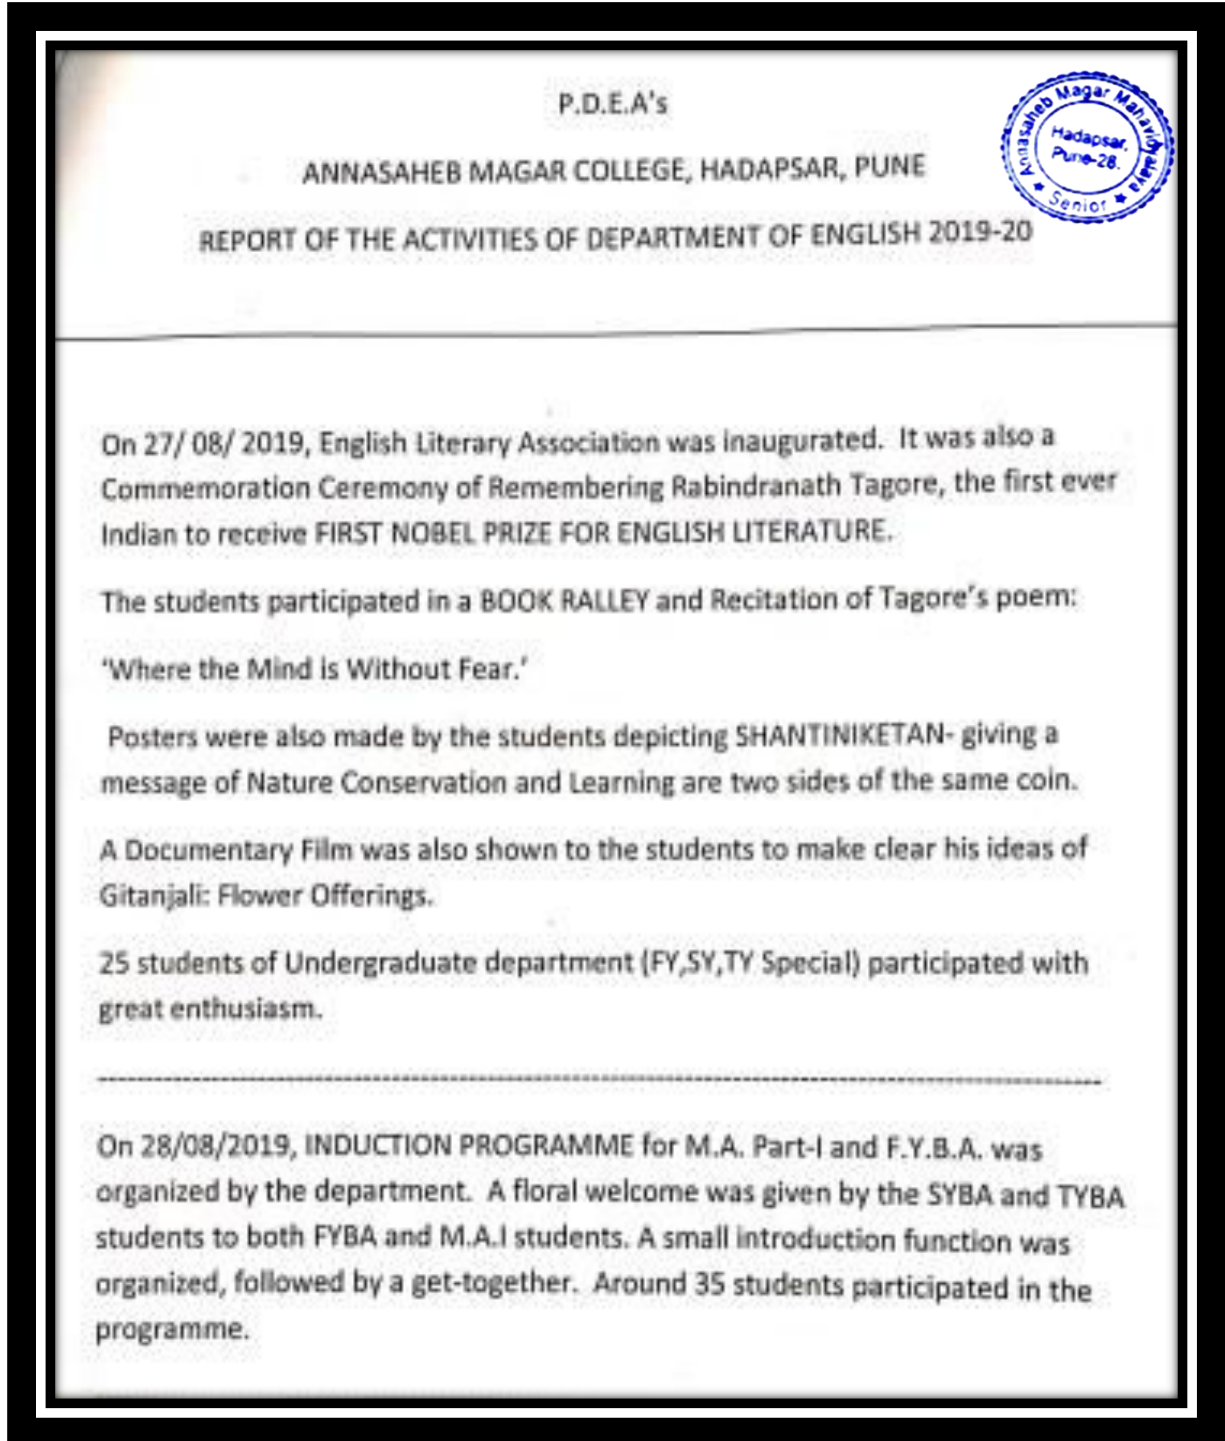 P.D.E.A's
ANNASAHEB MAGAR COLLEGE, HADAPSAR, PUNE
REPORT OF THE ACTIVITIES OF DEPARTMENT OF ENGLISH 2019-20
Annasaheb Magar Mahavidyalaya
Hadapsar,
Pune-28.
★ Senior ★
On 27/ 08/ 2019, English Literary Association was inaugurated.  It was also a
Commemoration Ceremony of Remembering Rabindranath Tagore, the first ever
Indian to receive FIRST NOBEL PRIZE FOR ENGLISH LITERATURE.
The students participated in a BOOK RALLEY and Recitation of Tagore's poem:
'Where the Mind is Without Fear.'
Posters were also made by the students depicting SHANTINIKETAN- giving a
message of Nature Conservation and Learning are two sides of the same coin.
A Documentary Film was also shown to the students to make clear his ideas of
Gitanjali: Flower Offerings.
25 students of Undergraduate department (FY,SY,TY Special) participated with
great enthusiasm.
On 28/08/2019, INDUCTION PROGRAMME for M.A. Part-I and F.Y.B.A. was
organized by the department.  A floral welcome was given by the SYBA and TYBA
students to both FYBA and M.A.I students. A small introduction function was
organized, followed by a get-together.  Around 35 students participated in the
programme.